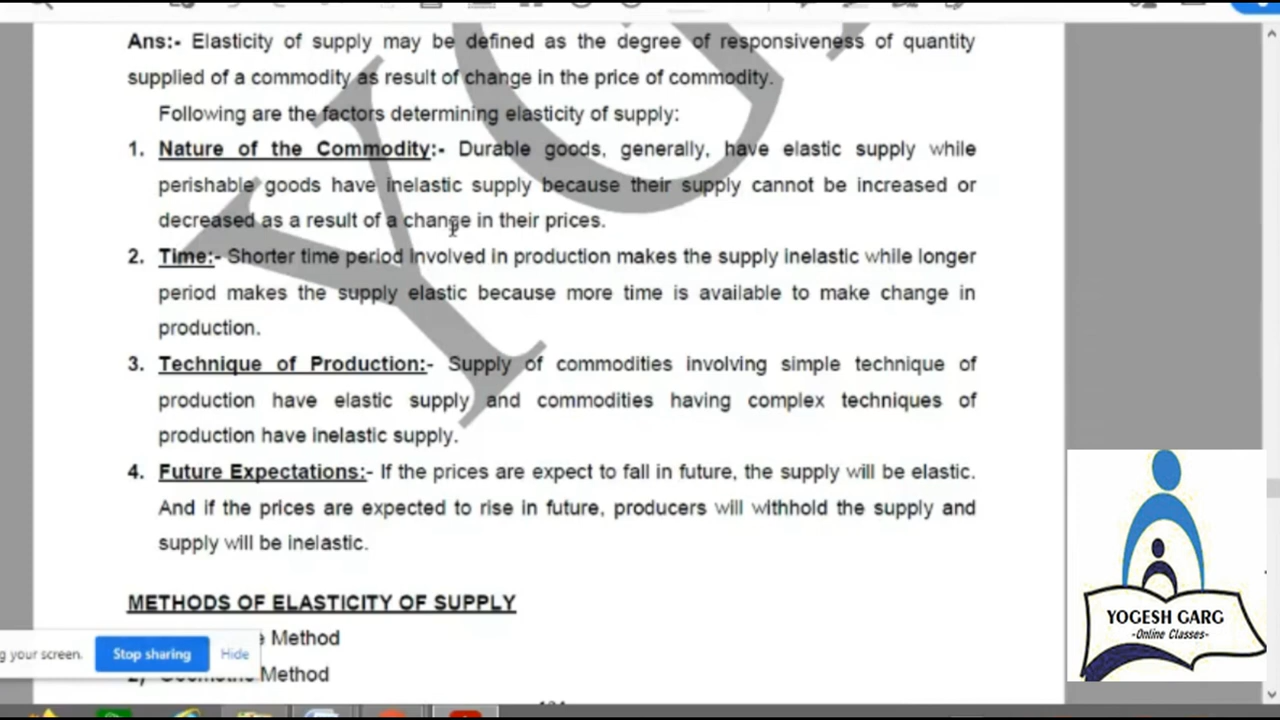 Ans:- Elasticity of supply may be defined as the degree of responsiveness of quantity
supplied of a commodity as result of change in the price of commodity.
Following are the factors determining elasticity of supply:
1. Nature of the Commodity:- Durable goods, generally, have elastic supply while
perishable goods have inelastic supply because their supply cannot be increased or
decreased as a result of a change in their prices.
2. Time:- Shorter time period involved in production makes the supply inelastic while longer
period makes the supply elastic because more time is available to make change in
production.
3. Technique of Production:- Supply of commodities involving simple technique of
production have elastic supply and commodities having complex techniques of
production have inelastic supply.
4. Future Expectations:- If the prices are expect to fall in future, the supply will be elastic.
And if the prices are expected to rise in future, producers will withhold the supply and
supply will be inelastic.
METHODS OF ELASTICITY OF SUPPLY
Method
Method
your screen. Stop sharing Hide
YOGESH GARG
-Online Classes-